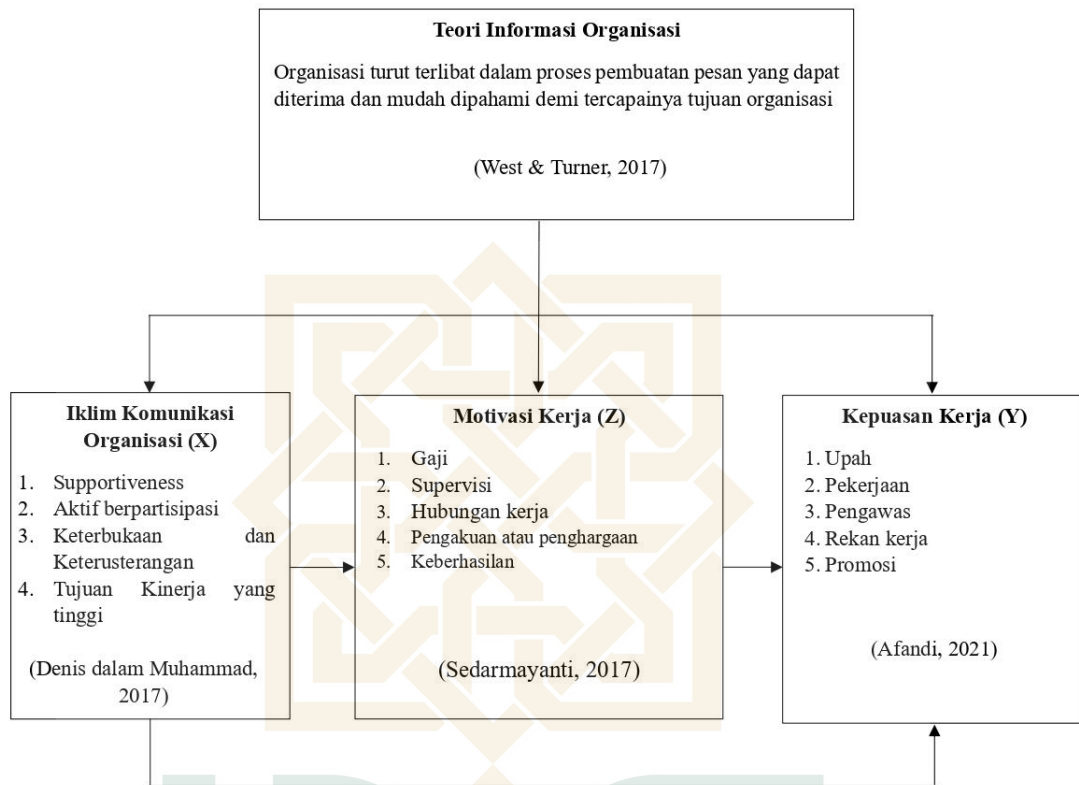 Teori Informasi Organisasi
Organisasi turut terlibat dalam proses pembuatan pesan yang dapat
diterima dan mudah dipahami demi tercapainya tujuan organisasi
(West & Turner, 2017)
Iklim Komunikasi
Organisasi (X)
1. Supportiveness
2. Aktif berpartisipasi
3. Keterbukaan dan
Keterusterangan
4. Tujuan Kinerja yang
tinggi
(Denis dalam Muhammad,
2017)
Motivasi Kerja (Z)
1. Gaji
2. Supervisi
3. Hubungan kerja
4. Pengakuan atau penghargaan
5. Keberhasilan
(Sedarmayanti, 2017)
Kepuasan Kerja (Y)
1. Upah
2. Pekerjaan
3. Pengawas
4. Rekan kerja
5. Promosi
(Afandi, 2021)